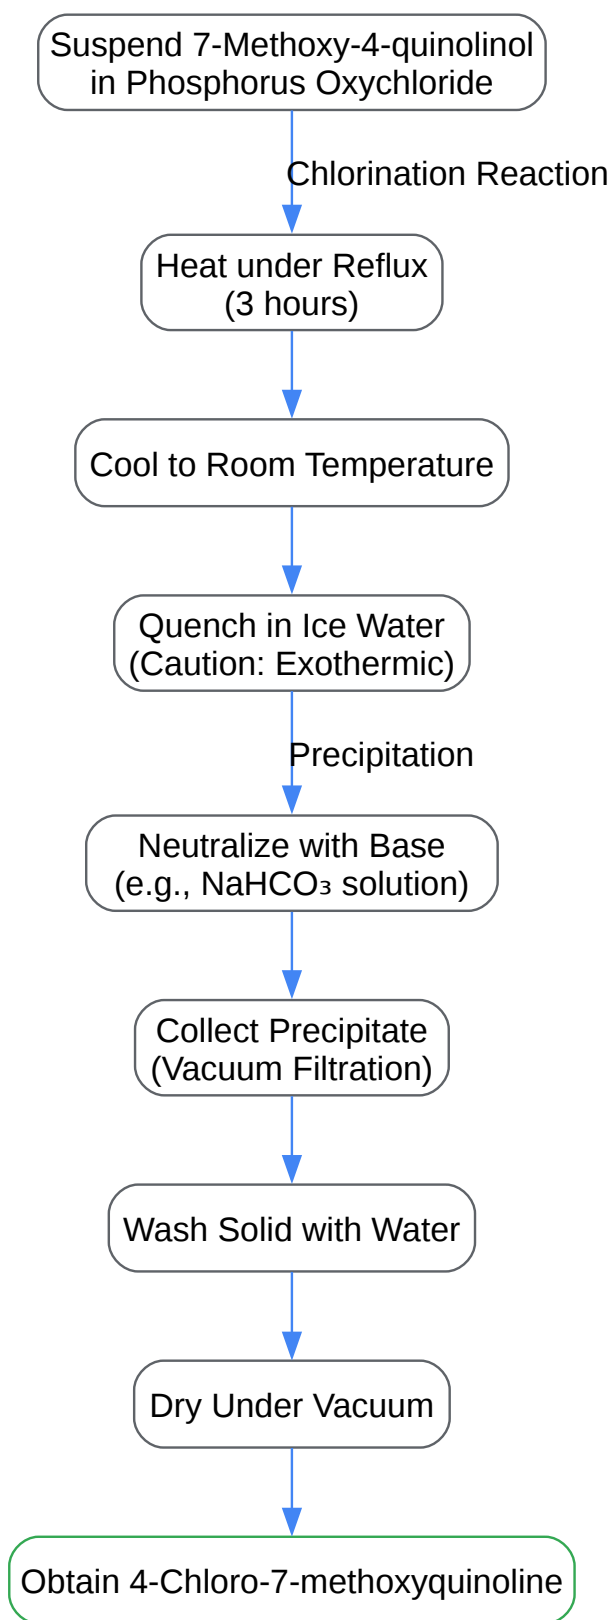 Suspend 7-Methoxy-4-quinolinol
in Phosphorus Oxychloride
Chlorination Reaction
Heat under Reflux
(3 hours)
Cool to Room Temperature
Quench in Ice Water
(Caution: Exothermic)
Precipitation
Neutralize with Base
(e.g., NaHCO₃ solution)
Collect Precipitate
(Vacuum Filtration)
Wash Solid with Water
Dry Under Vacuum
Obtain 4-Chloro-7-methoxyquinoline